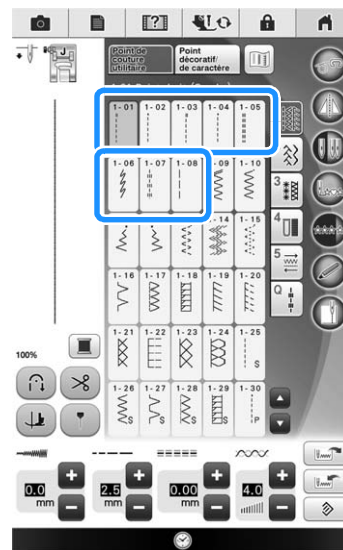 J
Point de
couture
utilitaire
Point
décoratif/
de caractère
1-01 1-02 1-03 1-04 1-05
1-06 1-07 1-08 1-09 1-10
3
-14 1-15
4
5
1-16 1-17 1-18 1-19 1-20
Q
1-21 1-22 1-23 1-24 1-25
S
100%
1-26 1-27 1-28 1-29 1-30
S S S S P
0.0 2.5 0.00 4.0
mm mm mm